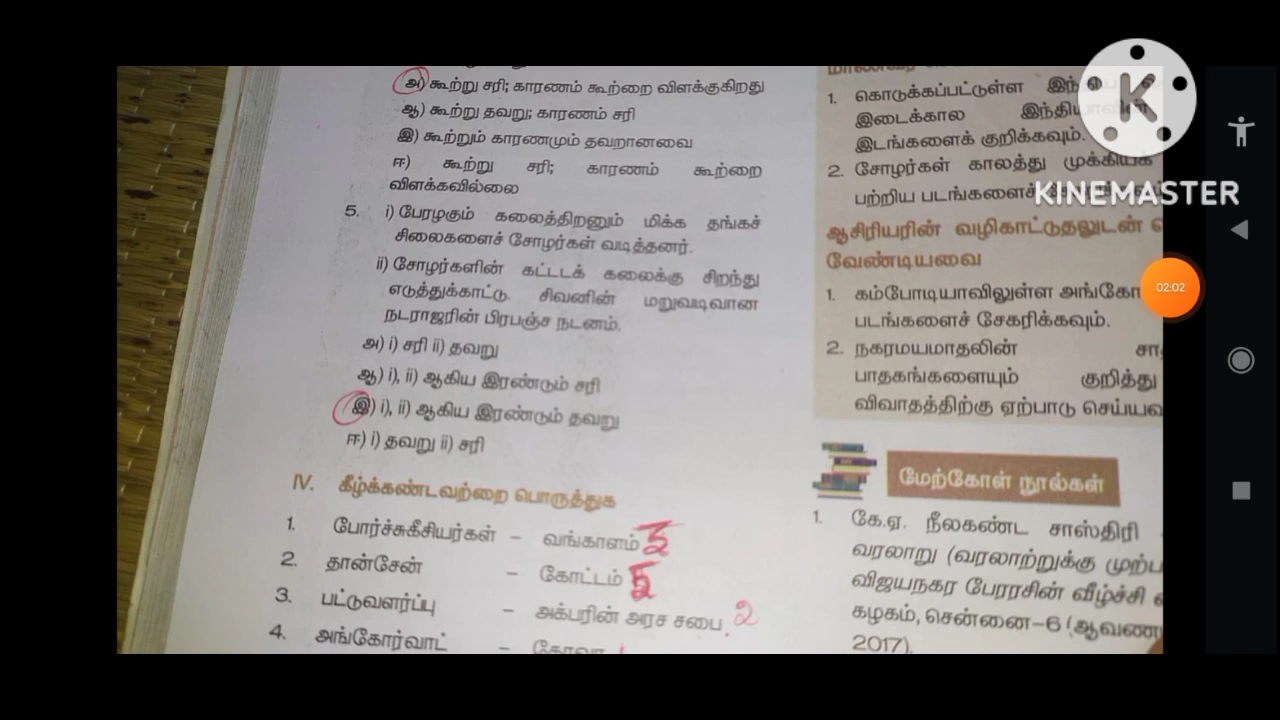 அ) கூற்று சரி; காரணம் கூற்றை விளக்குகிறது
ஆ) கூற்று தவறு; காரணம் சரி
இ) கூற்றும் காரணமும் தவறானவை
ஈ) கூற்று சரி; காரணம் கூற்றை
விளக்கவில்லை
5. i) பேரழகும் கலைத்திறனும் மிக்க தங்கச்
சிலைகளைச் சோழர்கள் வடித்தனர்.
ii) சோழர்களின் கட்டடக் கலைக்கு சிறந்து
எடுத்துக்காட்டு. சிவனின் மறுவடிவான
நடராஜரின் பிரபஞ்ச நடனம்.
அ) i) சரி ii) தவறு
ஆ) i), ii) ஆகிய இரண்டும் சரி
இ) i), ii) ஆகிய இரண்டும் தவறு
ஈ) i) தவறு ii) சரி
IV. கீழ்க்கண்டவற்றை பொருத்துக
1. போர்ச்சுகீசியர்கள் – வங்காளம்
2. தான்சேன் – கோட்டம்
3. பட்டுவளர்ப்பு – அக்பரின் அரச சபை 2
4. அங்கோர்வாட் –
1. கொடுக்கப்பட்டுள்ள
இடைக்கால
இடங்களைக் குறிக்கவும்.
2. சோழர்கள் காலத்து
பற்றிய படங்களைச்
ஆசிரியரின் வழிகாட்டுதலுடன்
வேண்டியவை
1. கம்போடியாவிலுள்ள அங்கோ
படங்களைச் சேகரிக்கவும்.
2. நகரமயமாதலின் சா
பாதகங்களையும் குறித்து
விவாதத்திற்கு ஏற்பாடு செய்யவ
மேற்கோள் நூல்கள்
1. கே.ஏ. நீலகண்ட சாஸ்திரி
வரலாறு (வரலாற்றுக்கு முற்ப
விஜயநகர பேரரசின் வீழ்ச்சி
கழகம், சென்னை–6 (ஆவண
2017).
K
KINEMASTER
02:02